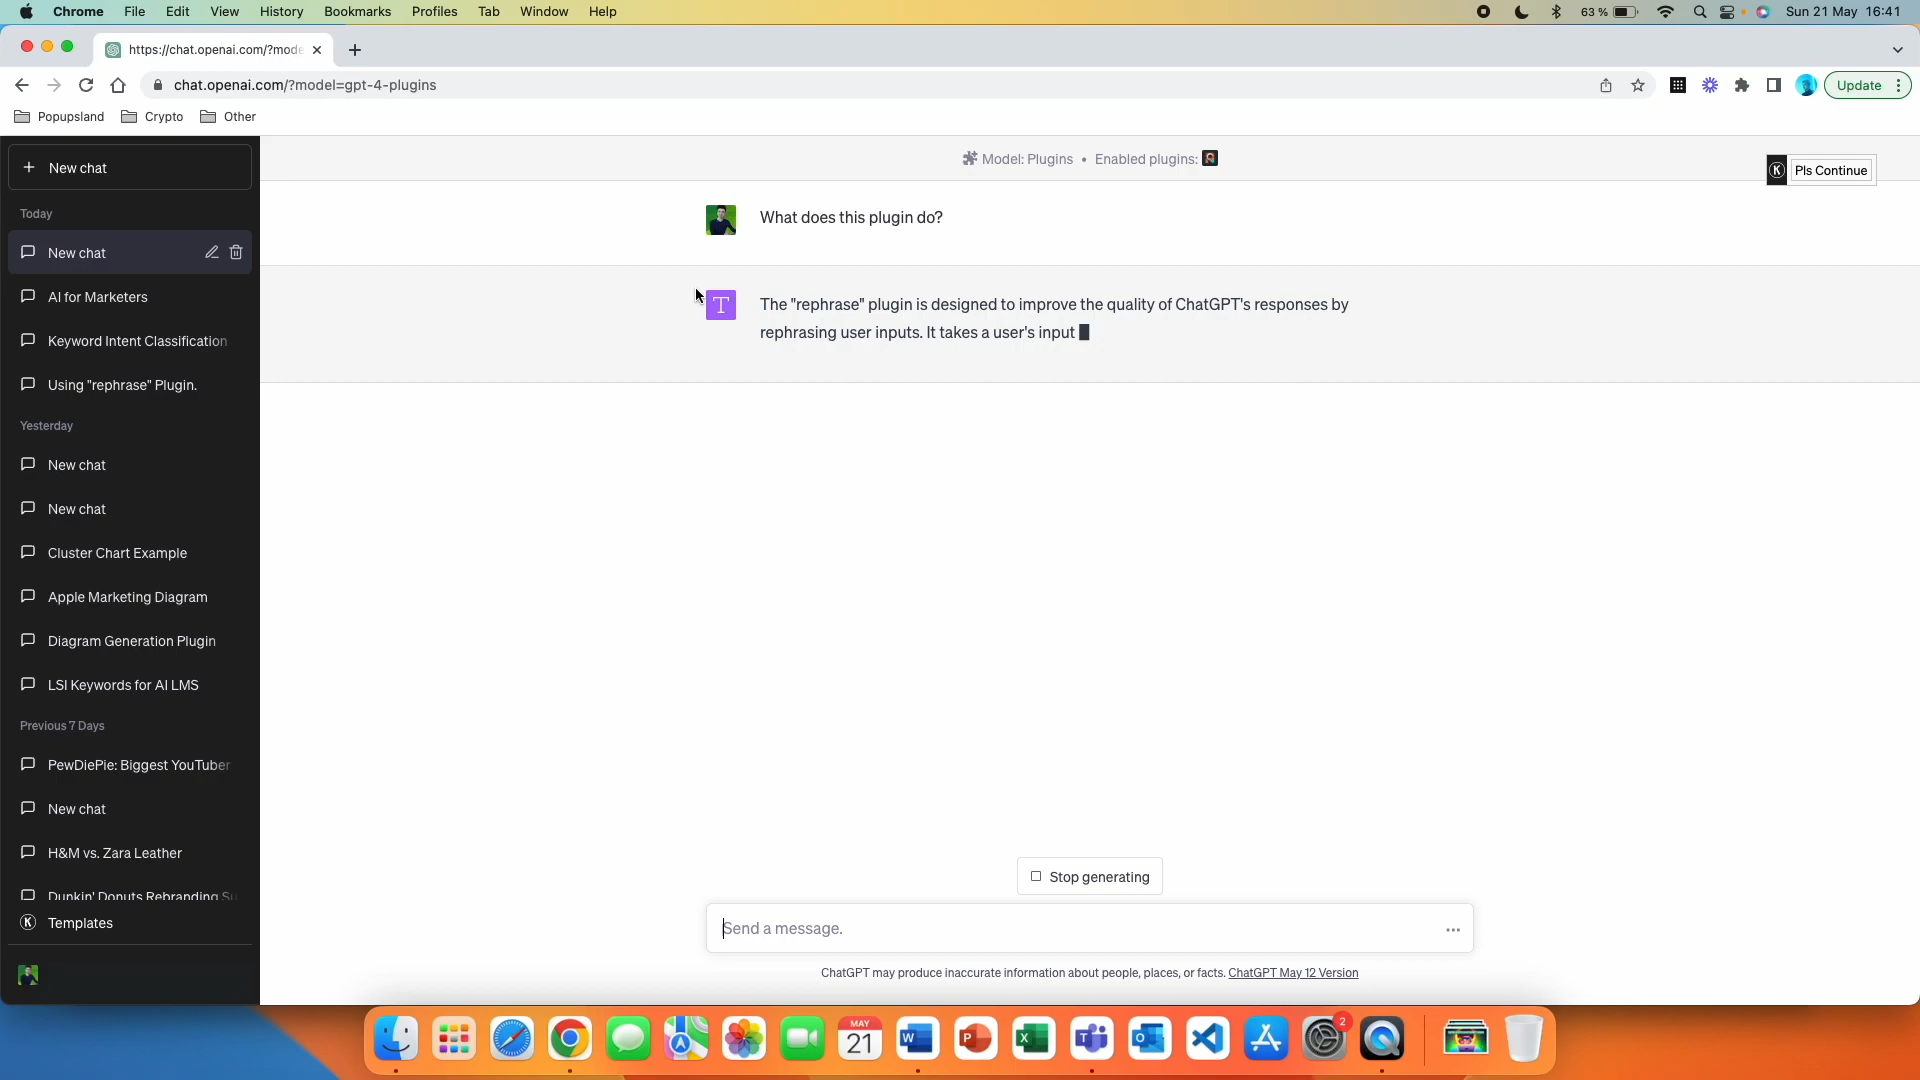 Chrome File Edit View History Bookmarks Profiles Tab Window Help 63 % Sun 21 May 16:41
https://chat.openai.com/?mode
chat.openai.com/?model=gpt-4-plugins Update
Popupsland Crypto Other
New chat
Today
New chat
AI for Marketers
Keyword Intent Classification
Using "rephrase" Plugin.
Yesterday
New chat
New chat
Cluster Chart Example
Apple Marketing Diagram
Diagram Generation Plugin
LSI Keywords for AI LMS
Previous 7 Days
PewDiePie: Biggest YouTuber
New chat
H&M vs. Zara Leather
Dunkin' Donuts Rebranding
K Templates
Model: Plugins • Enabled plugins:
K Pls Continue
What does this plugin do?
T
The "rephrase" plugin is designed to improve the quality of ChatGPT's responses by
rephrasing user inputs. It takes a user's input
Stop generating
Send a message.
ChatGPT may produce inaccurate information about people, places, or facts. ChatGPT May 12 Version
MAY
21
W
P
X
T
O
2